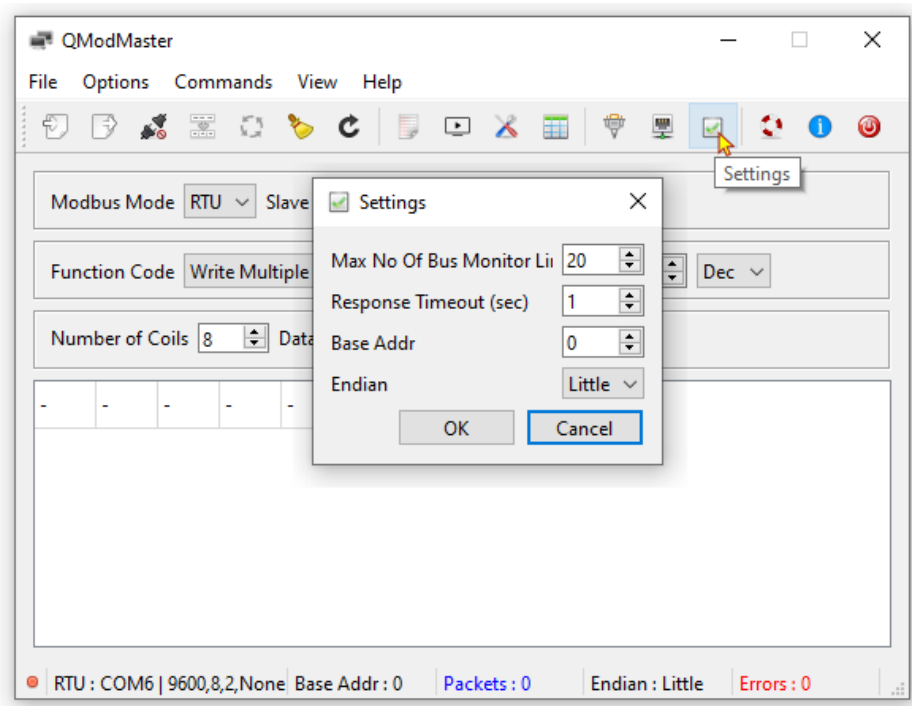 QModMaster
File Options Commands View Help
Settings
Modbus Mode RTU Slave
Settings
Max No Of Bus Monitor Li 20
Function Code Write Multiple Dec
Response Timeout (sec) 1
Number of Coils 8 Data
Base Addr 0
Endian Little
- - - - -
OK Cancel
RTU : COM6 | 9600,8,2,None Base Addr : 0 Packets : 0 Endian : Little Errors : 0